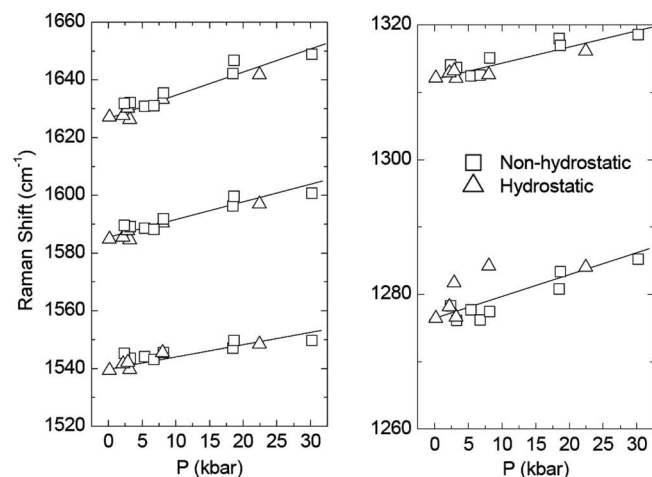 Raman Shift (cm⁻¹)
1640
1620
1600
1580
1560
1540
1520
0 5 10 15 20 25 30
P (kbar)
1320
1300
1280
1260
Non-hydrostatic
Hydrostatic
0 5 10 15 20 25 30
P (kbar)